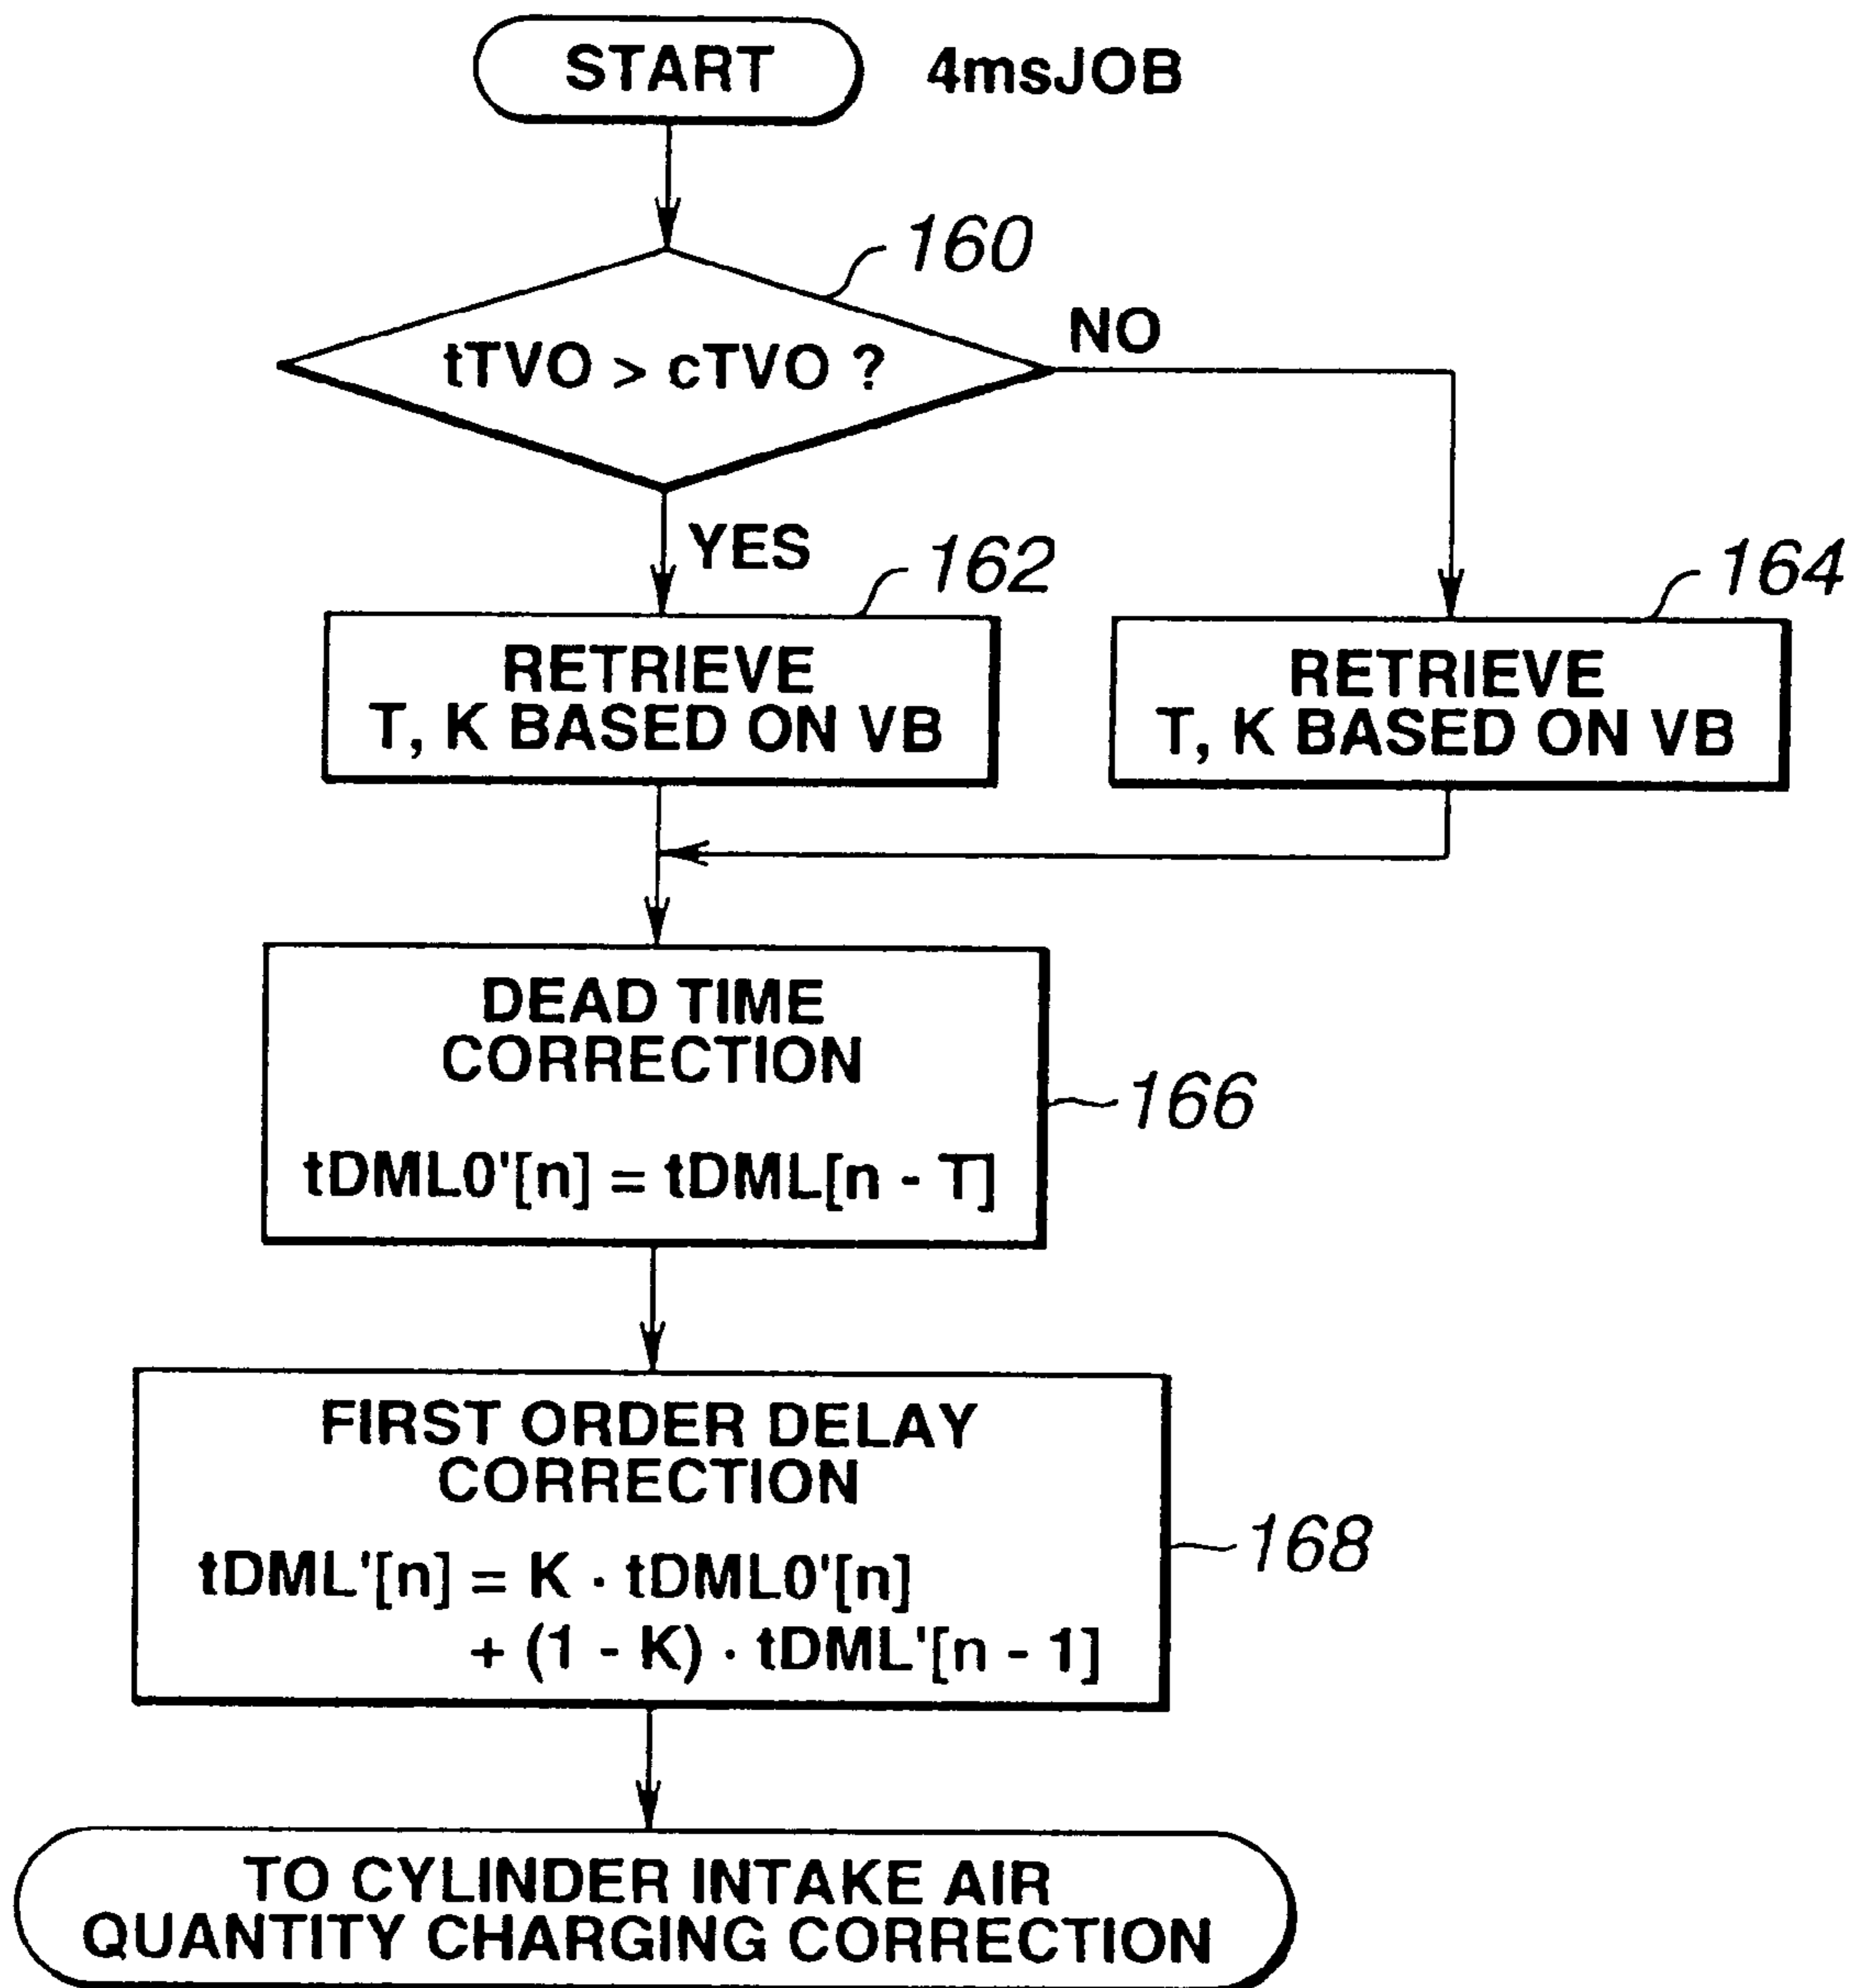 START
4msJOB
160
tTVO > cTVO ?
NO
YES
162
164
RETRIEVE
T, K BASED ON VB
RETRIEVE
T, K BASED ON VB
DEAD TIME
CORRECTION
166
tDML0'[n] = tDML[n - T]
FIRST ORDER DELAY
CORRECTION
168
tDML'[n] = K · tDML0'[n]
+ (1 - K) · tDML'[n - 1]
TO CYLINDER INTAKE AIR
QUANTITY CHARGING CORRECTION